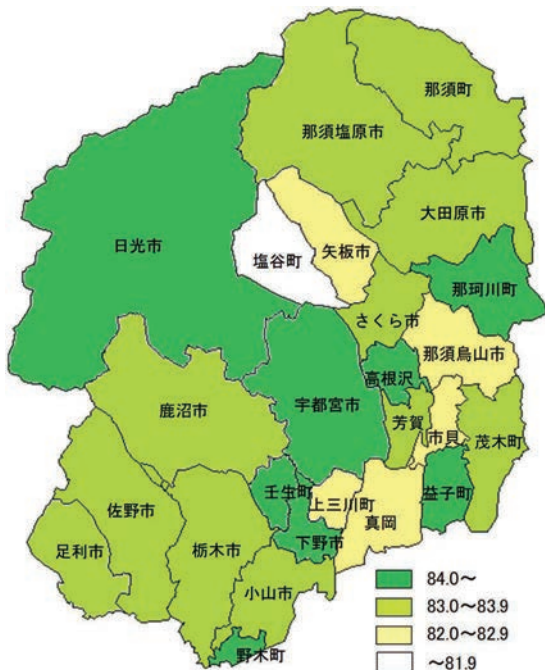 那須町
那須塩原市
大田原市
日光市
塩谷町
矢板市
那珂川町
さくら市
那須烏山市
高根沢
宇都宮市
鹿沼市
芳賀
市貝
茂木町
壬生町
上三川町
真岡
益子町
佐野市
下野市
足利市
栃木市
小山市
野木町
84.0～
83.0～83.9
82.0～82.9
～81.9